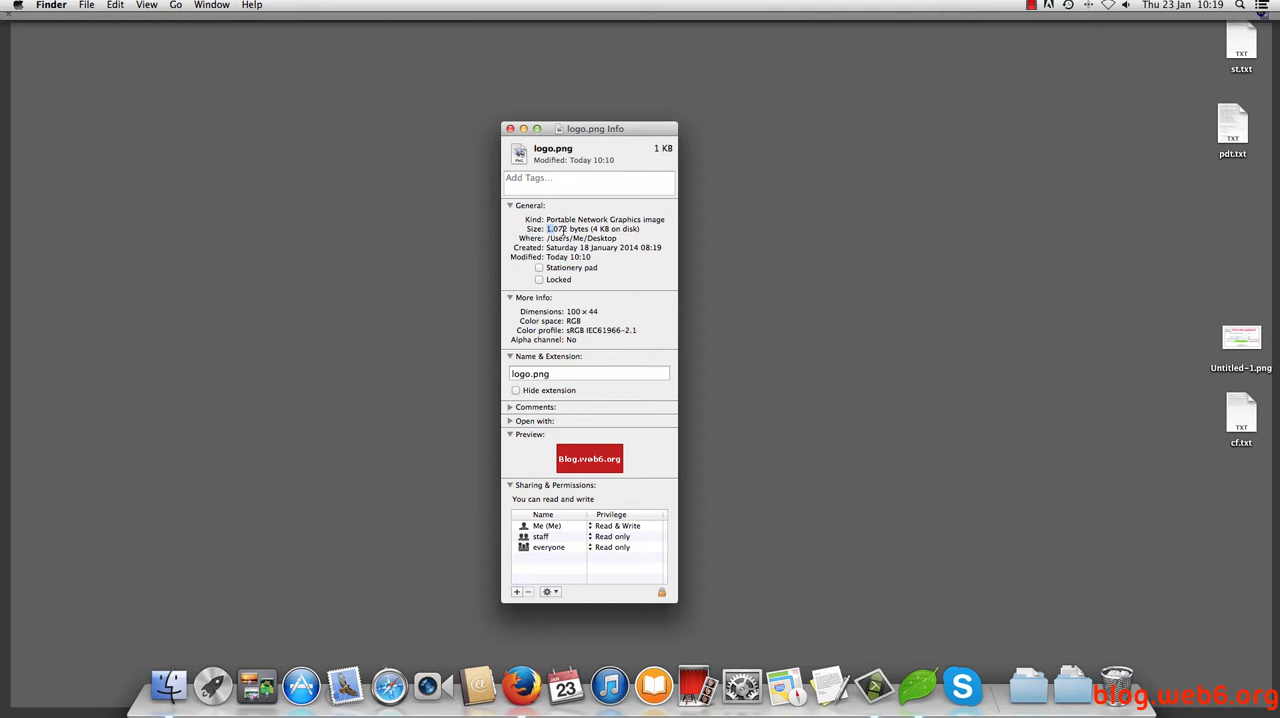 Finder File Edit View Go Window Help
Thu 23 Jan 10:19
TXT
st.txt
TXT
pdt.txt
Untitled-1.png
TXT
cf.txt
logo.png Info
PNG
logo.png 1 KB
Modified: Today 10:10
Add Tags...
General:
Kind: Portable Network Graphics image
Size: 1.072 bytes (4 KB on disk)
Where: /Users/Me/Desktop
Created: Saturday 18 January 2014 08:19
Modified: Today 10:10
Stationery pad
Locked
More Info:
Dimensions: 100 × 44
Color space: RGB
Color profile: sRGB IEC61966-2.1
Alpha channel: No
Name & Extension:
logo.png
Hide extension
Comments:
Open with:
Preview:
Blog.web6.org
Sharing & Permissions:
You can read and write
Name Privilege
Me (Me) Read & Write
staff Read only
everyone Read only
JAN
23
blog.web6.org